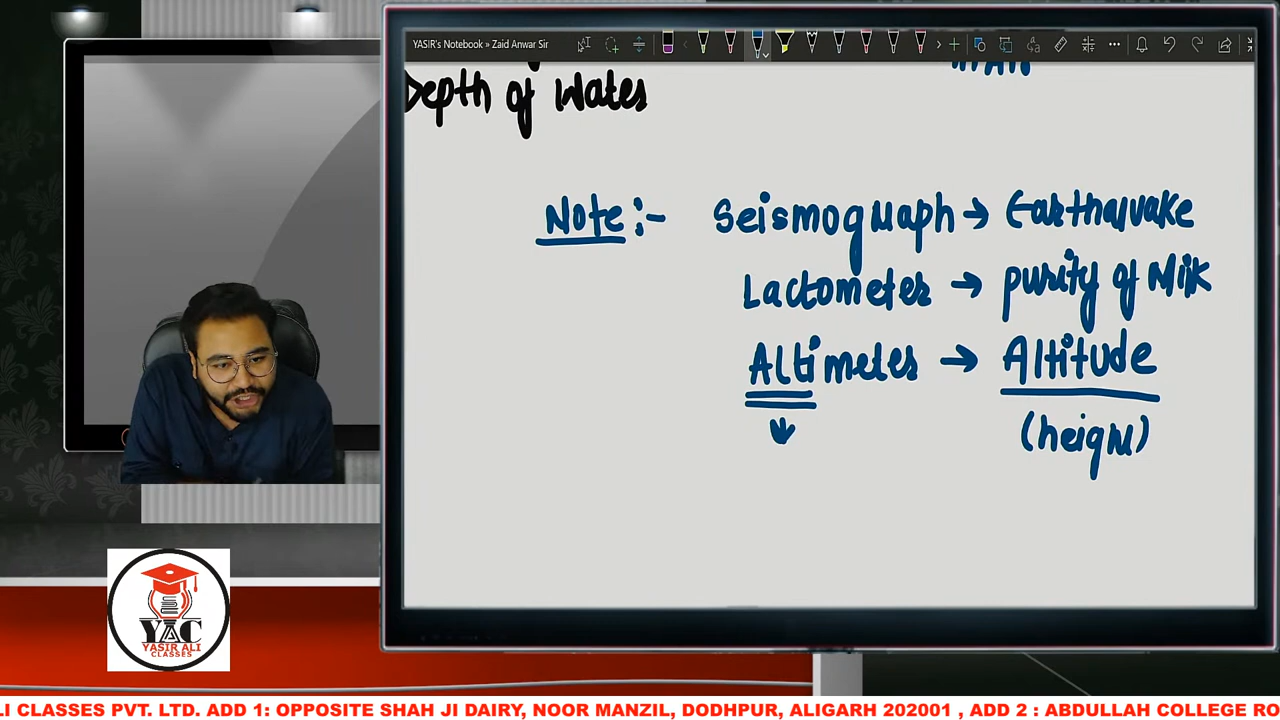 YASIR's Notebook » Zaid Anwar Sir
Depth of Water
Note:- Seismograph → Earthquake
Lactometer → purity of Milk
Altimeter → Altitude
(height)
YAC
YASIR ALI
CLASSES
LI CLASSES PVT. LTD. ADD 1: OPPOSITE SHAH JI DAIRY, NOOR MANZIL, DODHPUR, ALIGARH 202001 , ADD 2 : ABDULLAH COLLEGE RO